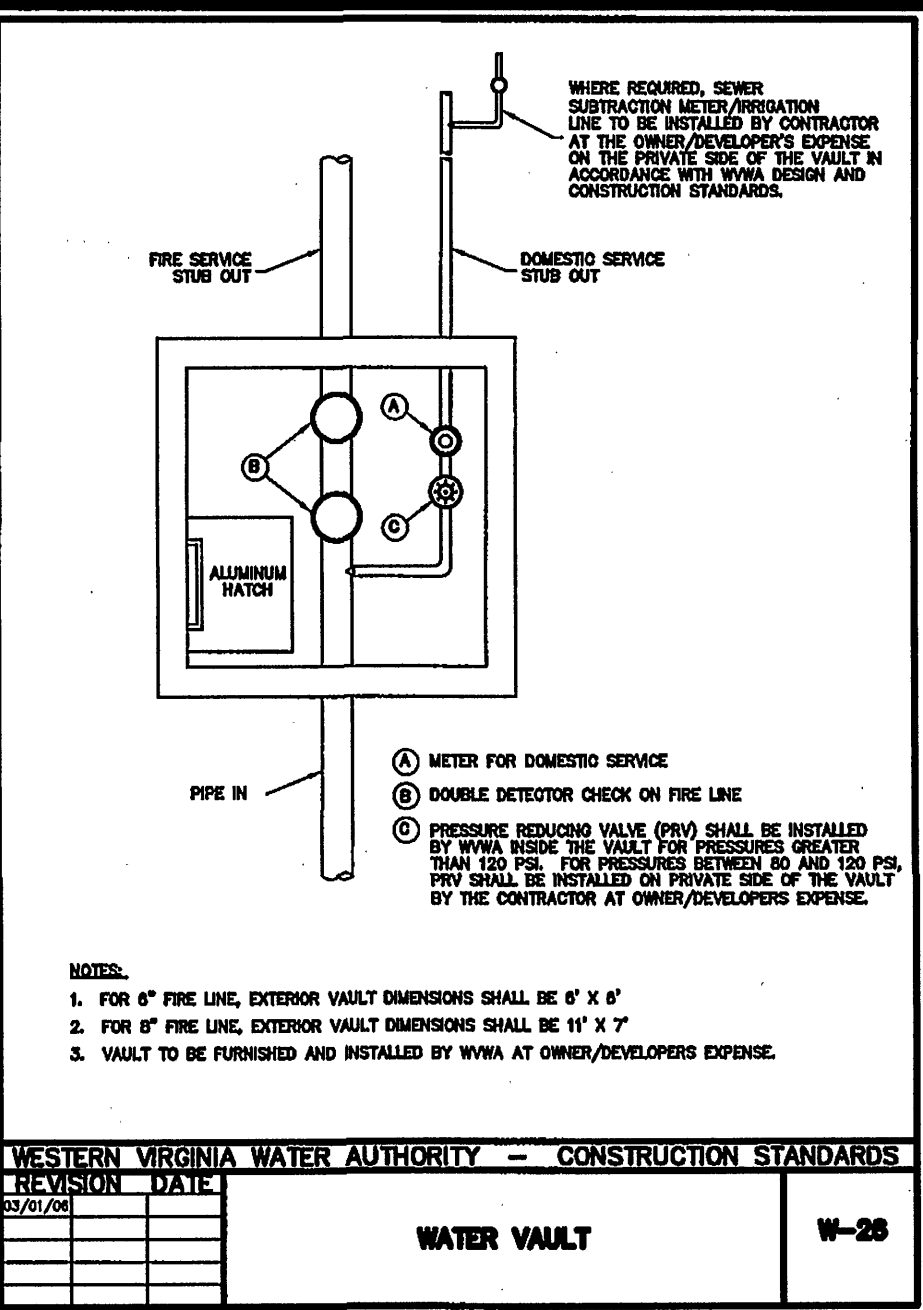 WHERE REQUIRED, SEWER
SUBTRACTION METER/IRRIGATION
LINE TO BE INSTALLED BY CONTRACTOR
AT THE OWNER/DEVELOPER'S EXPENSE
ON THE PRIVATE SIDE OF THE VAULT IN
ACCORDANCE WITH WVWA DESIGN AND
CONSTRUCTION STANDARDS.
FIRE SERVICE
STUB OUT
DOMESTIC SERVICE
STUB OUT
A
B
C
ALUMINUM
HATCH
PIPE IN
A METER FOR DOMESTIC SERVICE
B DOUBLE DETECTOR CHECK ON FIRE LINE
C PRESSURE REDUCING VALVE (PRV) SHALL BE INSTALLED
BY WVWA INSIDE THE VAULT FOR PRESSURES GREATER
THAN 120 PSI. FOR PRESSURES BETWEEN 80 AND 120 PSI,
PRV SHALL BE INSTALLED ON PRIVATE SIDE OF THE VAULT
BY THE CONTRACTOR AT OWNER/DEVELOPERS EXPENSE.
NOTES:
1. FOR 6" FIRE LINE, EXTERIOR VAULT DIMENSIONS SHALL BE 6' X 6'
2. FOR 8" FIRE LINE, EXTERIOR VAULT DIMENSIONS SHALL BE 11' X 7'
3. VAULT TO BE FURNISHED AND INSTALLED BY WVWA AT OWNER/DEVELOPERS EXPENSE.
WESTERN VIRGINIA WATER AUTHORITY — CONSTRUCTION STANDARDS
REVISION DATE
03/01/06
WATER VAULT
W-26